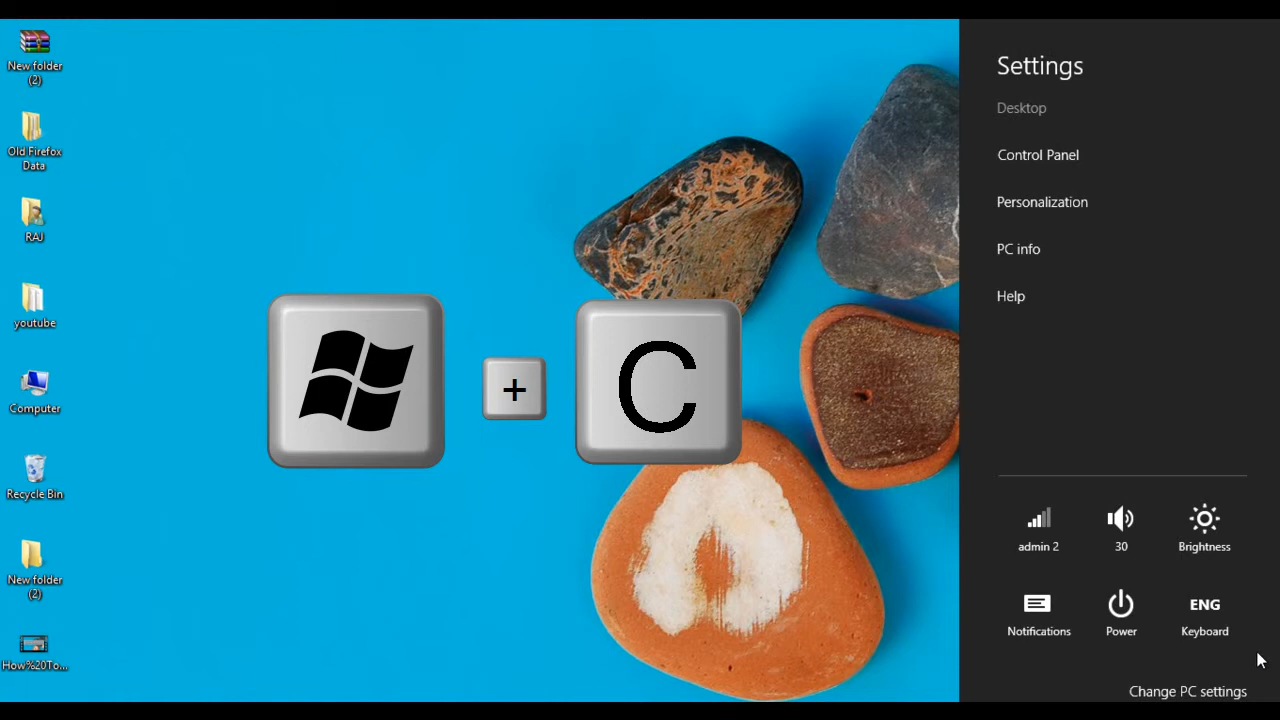 New folder
(2)
Old Firefox
Data
RAJ
youtube
Computer
Recycle Bin
New folder
(2)
How%20To...
+
C
Settings
Desktop
Control Panel
Personalization
PC info
Help
admin 2
30
Brightness
Notifications
Power
ENG
Keyboard
Change PC settings